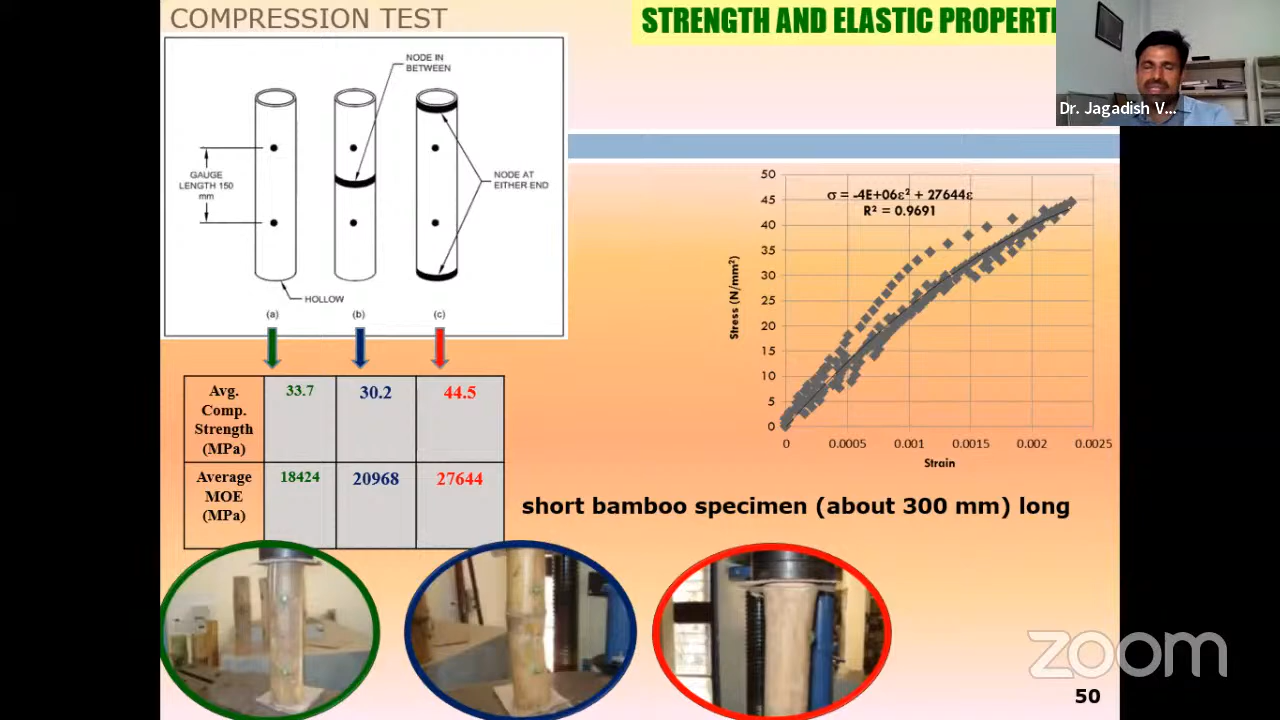 COMPRESSION TEST
STRENGTH AND ELASTIC PROPERTI
Dr. Jagadish V...
NODE IN
BETWEEN
GAUGE
LENGTH 150
mm
NODE AT
EITHER END
HOLLOW
(a)
(b)
(c)
Avg.
Comp.
Strength
(MPa)
33.7
30.2
44.5
Average
MOE
(MPa)
18424
20968
27644
σ = -4E+06ε² + 27644ε
R² = 0.9691
Stress (N/mm²)
50
45
40
35
30
25
20
15
10
5
0
0 0.0005 0.001 0.0015 0.002 0.0025
Strain
short bamboo specimen (about 300 mm) long
zoom
50